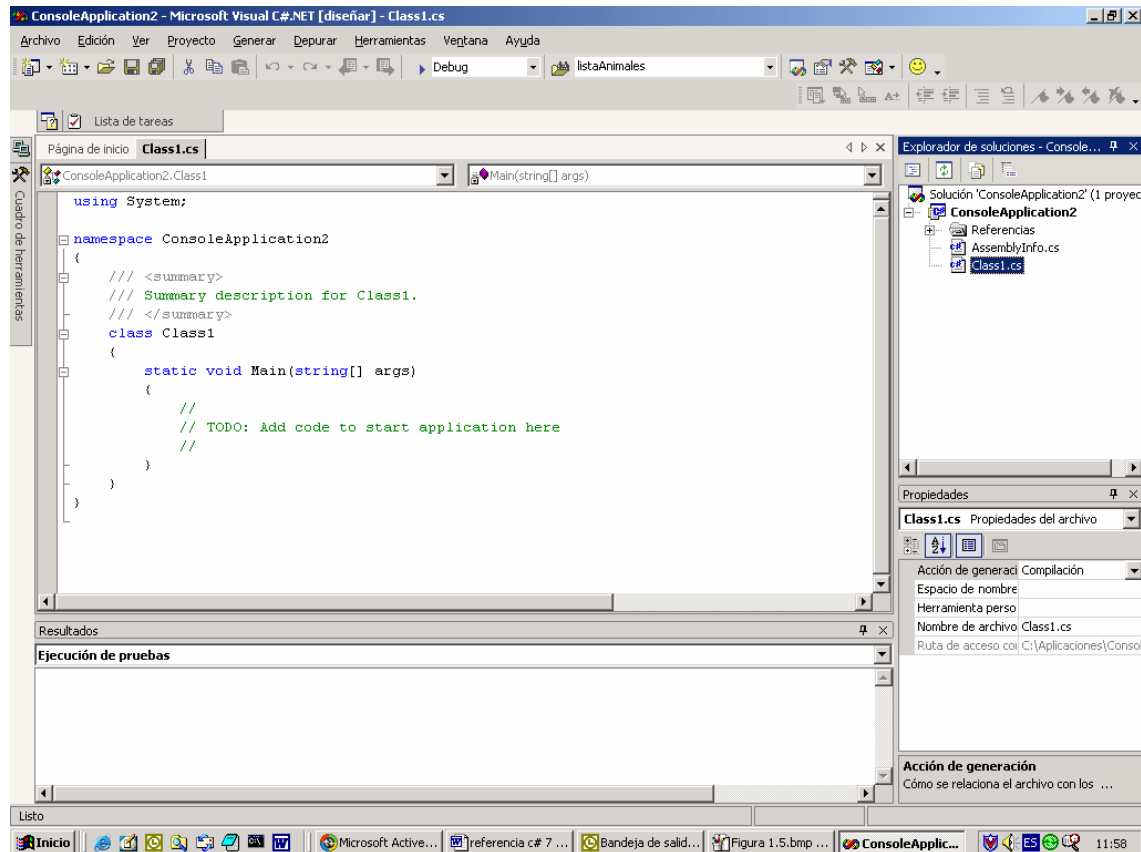 ConsoleApplication2 - Microsoft Visual C#.NET [diseñar] - Class1.cs
Archivo Edición Ver Proyecto Generar Depurar Herramientas Ventana Ayuda
Debug listaAnimales
Lista de tareas
Página de inicio Class1.cs
ConsoleApplication2.Class1 Main(string[] args)
Cuadro de herramientas
using System;
namespace ConsoleApplication2
{
/// <summary>
/// Summary description for Class1.
/// </summary>
class Class1
{
static void Main(string[] args)
{
//
// TODO: Add code to start application here
//
}
}
}
Explorador de soluciones - Console...
Solución 'ConsoleApplication2' (1 proyec
ConsoleApplication2
Referencias
AssemblyInfo.cs
Class1.cs
Propiedades
Class1.cs Propiedades del archivo
Acción de generaci Compilación
Espacio de nombre
Herramienta perso
Nombre de archivo Class1.cs
Ruta de acceso co C:\Aplicaciones\Conso
Acción de generación
Cómo se relaciona el archivo con los ...
Resultados
Ejecución de pruebas
Listo
Inicio Microsoft Active... referencia c# 7 ... Bandeja de salid... Figura 1.5.bmp ... ConsoleApplic... ES 11:58